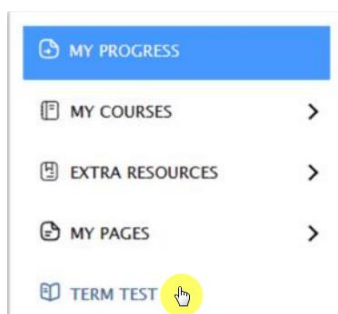 MY PROGRESS
MY COURSES
EXTRA RESOURCES
MY PAGES
TERM TEST